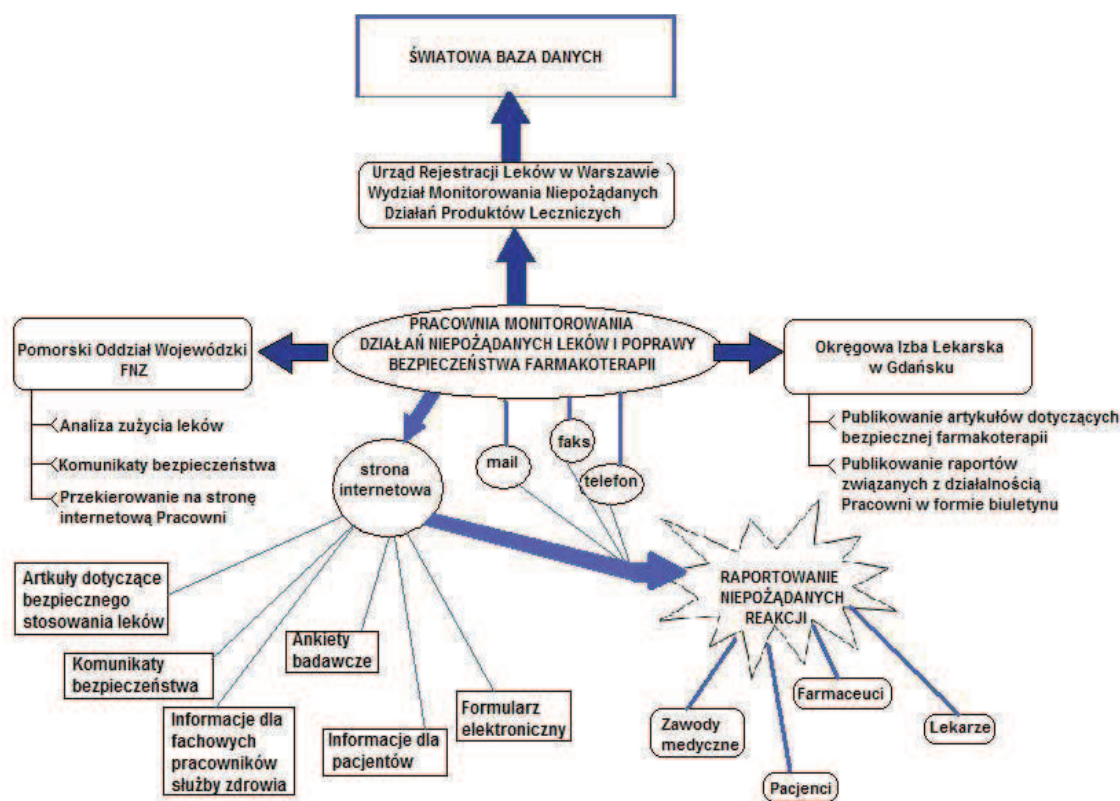 ŚWIATOWA BAZA DANYCH
Urząd Rejestracji Leków w Warszawie
Wydział Monitorowania Niepożądanych
Działań Produktów Leczniczych
PRACOWNIA MONITOROWANIA
DZIAŁAŃ NIEPOŻĄDANYCH LEKÓW I POPRAWY
BEZPIECZEŃSTWA FARMAKOTERAPII
Pomorski Oddział Wojewódzki
FNZ
Analiza zużycia leków
Komunikaty bezpieczeństwa
Przekierowanie na stronę
internetową Pracowni
Okręgowa Izba Lekarska
w Gdańsku
Publikowanie artykułów dotyczących
bezpiecznej farmakoterapii
Publikowanie raportów
związanych z działalnością
Pracowni w formie biuletynu
strona
internetowa
mail
faks
telefon
Artkuły dotyczące
bezpiecznego
stosowania leków
Komunikaty
bezpieczeństwa
Informacje dla
fachowych
pracowników
służby zdrowia
Ankiety
badawcze
Informacje dla
pacjentów
Formularz
elektroniczny
RAPORTOWANIE
NIEPOŻĄDANYCH
REAKCJI
Zawody
medyczne
Pacjenci
Farmaceuci
Lekarze